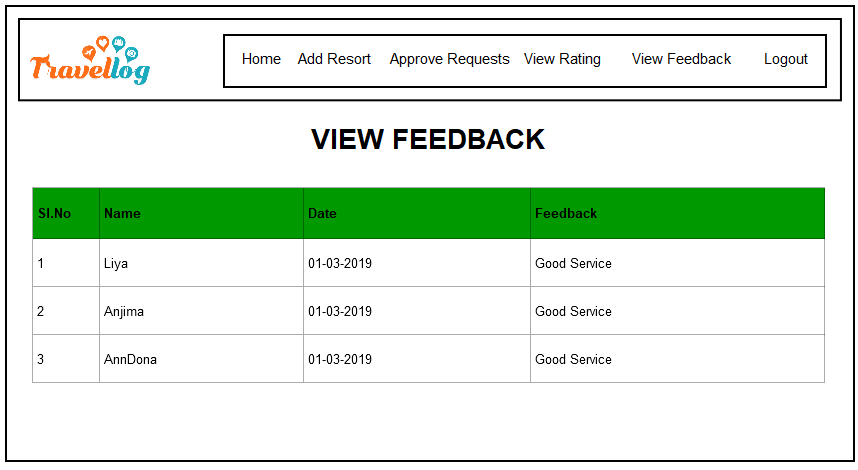 Travellog
Home Add Resort Approve Requests View Rating View Feedback Logout
VIEW FEEDBACK
Sl.No Name Date Feedback
1 Liya 01-03-2019 Good Service
2 Anjima 01-03-2019 Good Service
3 AnnDona 01-03-2019 Good Service